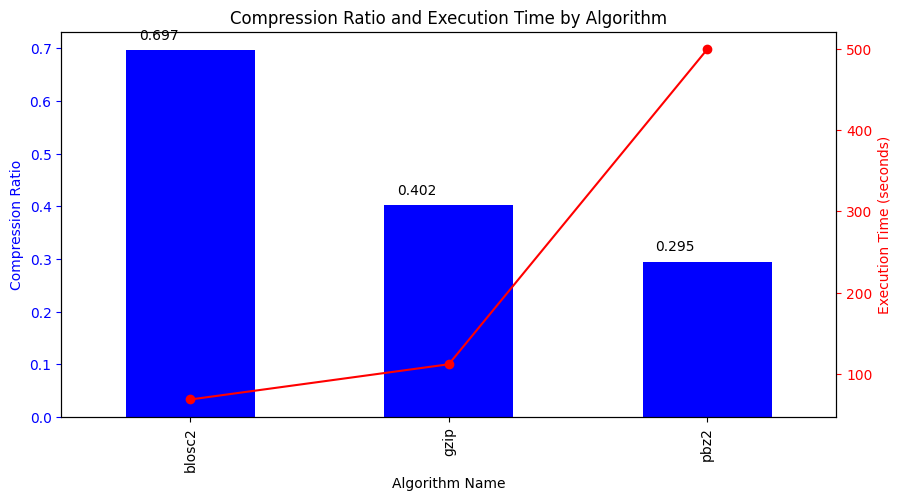 Compression Ratio and Execution Time by Algorithm
0.697
0.402
0.295
0.7
0.6
0.5
0.4
0.3
0.2
0.1
0.0
Compression Ratio
500
400
300
200
100
Execution Time (seconds)
blosc2
gzip
pbz2
Algorithm Name